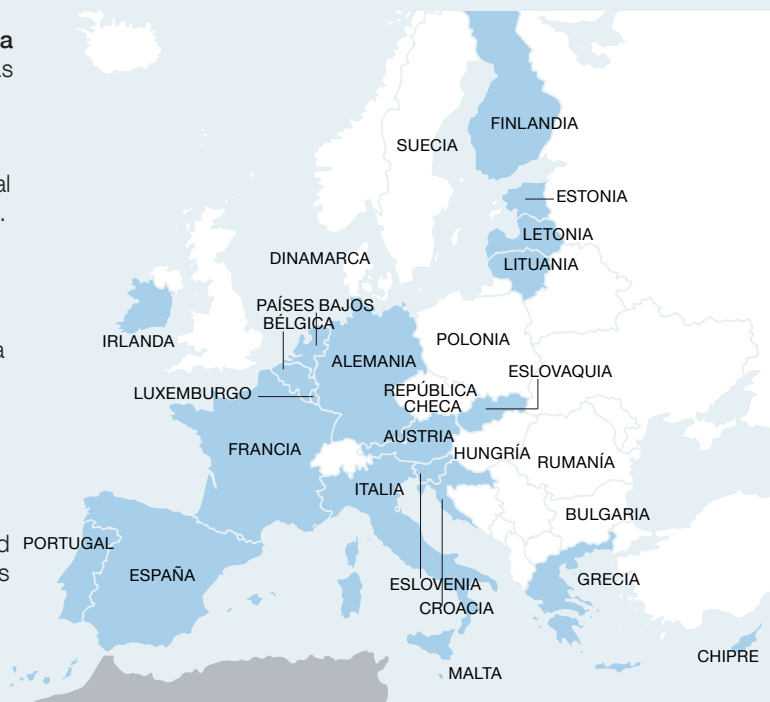 a
s
al
.
a
d
s
FINLANDIA
SUECIA
ESTONIA
LETONIA
DINAMARCA
LITUANIA
PAÍSES BAJOS
BÉLGICA
IRLANDA
POLONIA
ALEMANIA
ESLOVAQUIA
LUXEMBURGO
REPÚBLICA
CHECA
AUSTRIA
FRANCIA
HUNGRÍA
RUMANÍA
ITALIA
BULGARIA
PORTUGAL
ESPAÑA
ESLOVENIA
GRECIA
CROACIA
CHIPRE
MALTA